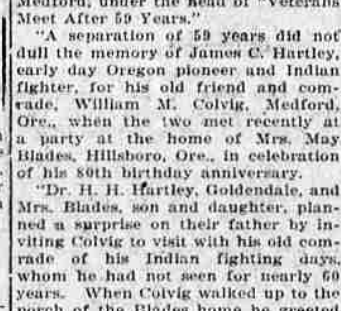 Medford, under the head of "Veterans
Meet After 59 Years."
"A separation of 59 years did not
dull the memory of James C. Hartley,
early day Oregon pioneer and Indian
fighter, for his old friend and com-
rade, William M. Colvig, Medford,
Ore., when the two met recently at
a party at the home of Mrs. May
Blades, Hillsboro, Ore., in celebration
of his 80th birthday anniversary.
"Dr. H. H. Hartley, Goldendale, and
Mrs. Blades, son and daughter, plan-
ned a surprise on their father by in-
viting Colvig to visit with his old com-
rade of his Indian fighting days,
whom he had not seen for nearly 60
years. When Colvig walked up to the
porch of the Blades home he greeted